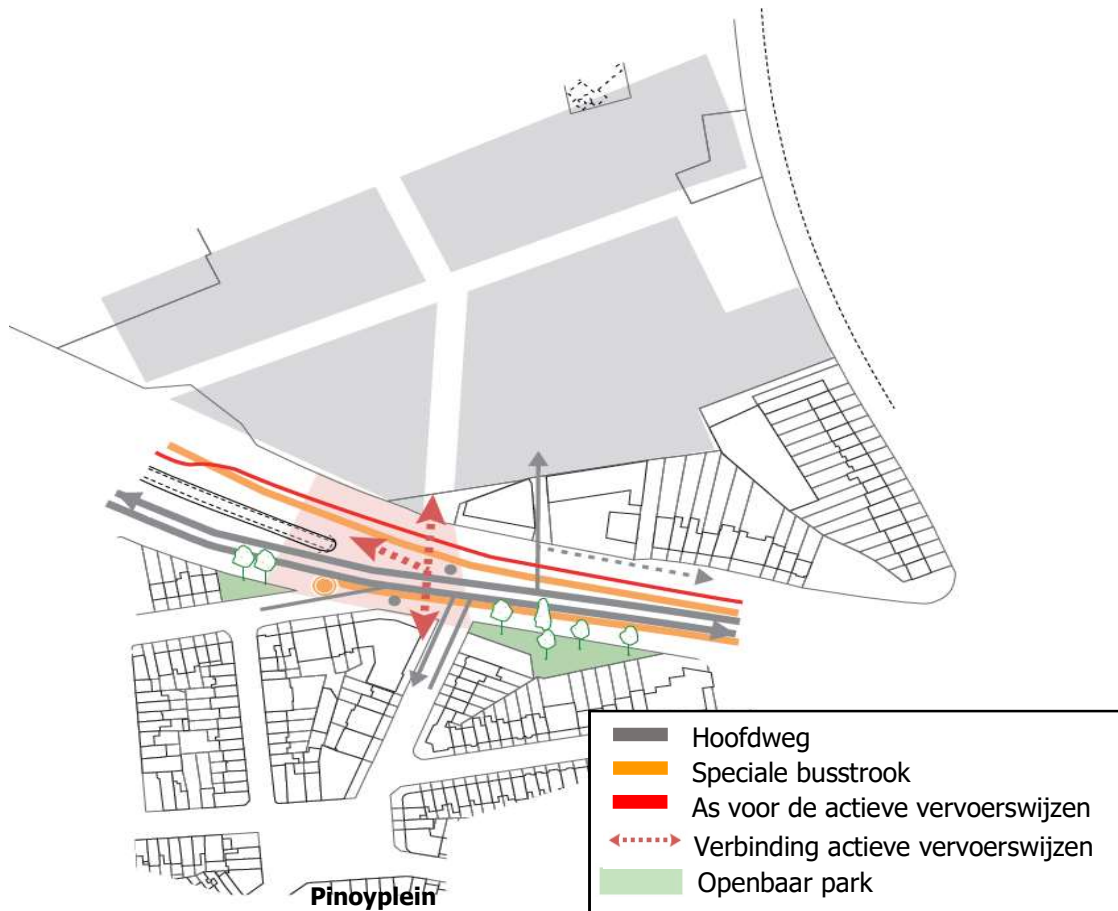 Hoofdweg
Speciale busstrook
As voor de actieve vervoerswijzen
Verbinding actieve vervoerswijzen
Openbaar park
Pinoyplein